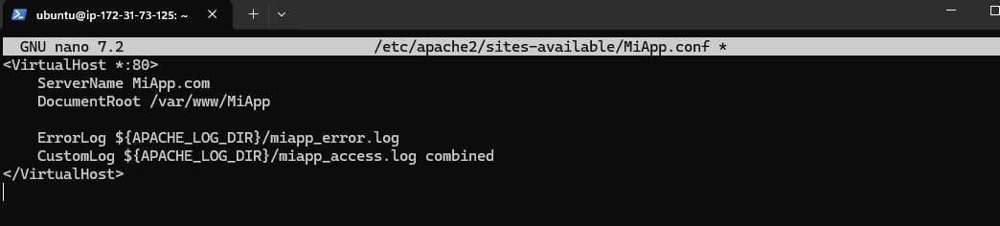 ubuntu@ip-172-31-73-125: ~
GNU nano 7.2 /etc/apache2/sites-available/MiApp.conf *
<VirtualHost *:80>
    ServerName MiApp.com
    DocumentRoot /var/www/MiApp

    ErrorLog ${APACHE_LOG_DIR}/miapp_error.log
    CustomLog ${APACHE_LOG_DIR}/miapp_access.log combined
</VirtualHost>